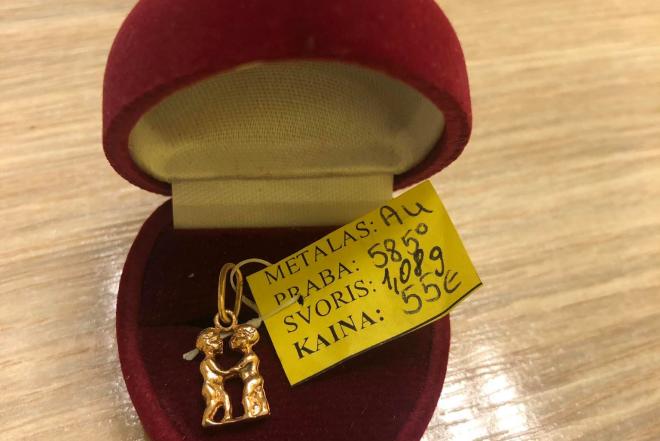 METALAS: Au
PRABA: 585°
SVORIS: 1,08g
KAINA: 55€